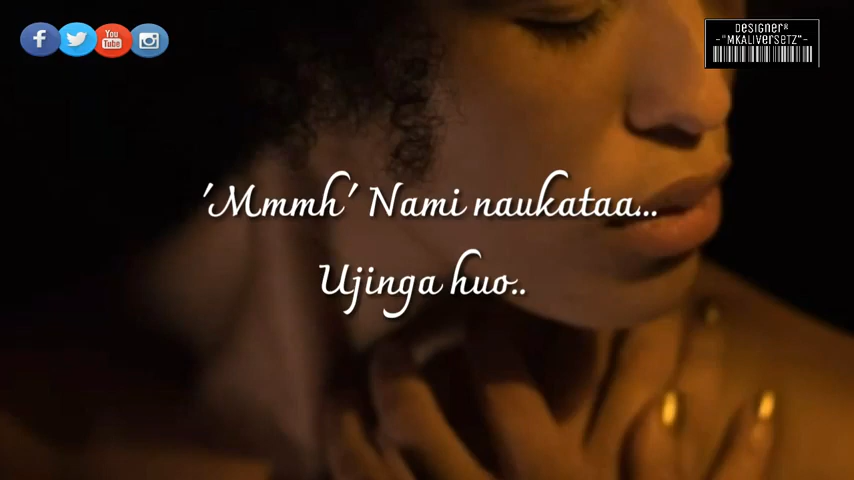 You
Tube
DESIGNER®
-"MKALIVERSETZ"-
'Mmmh' Nami naukataa...
Ujinga huo..